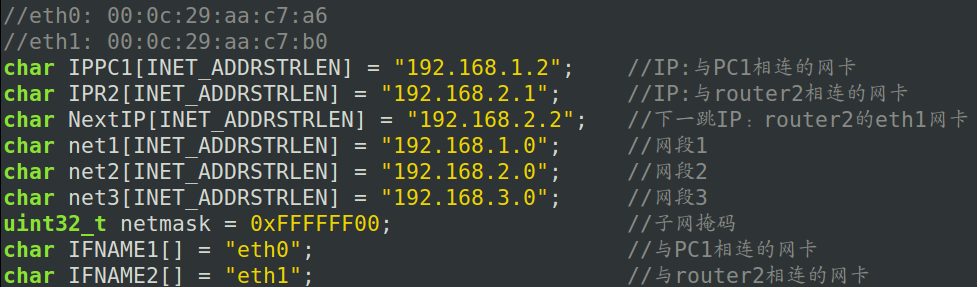 //eth0: 00:0c:29:aa:c7:a6
//eth1: 00:0c:29:aa:c7:b0
char IPPC1[INET_ADDRSTRLEN] = "192.168.1.2";    //IP:与PC1相连的网卡
char IPR2[INET_ADDRSTRLEN] = "192.168.2.1";     //IP:与router2相连的网卡
char NextIP[INET_ADDRSTRLEN] = "192.168.2.2";   //下一跳IP：router2的eth1网卡
char net1[INET_ADDRSTRLEN] = "192.168.1.0";     //网段1
char net2[INET_ADDRSTRLEN] = "192.168.2.0";     //网段2
char net3[INET_ADDRSTRLEN] = "192.168.3.0";     //网段3
uint32_t netmask = 0xFFFFFF00;                  //子网掩码
char IFNAME1[] = "eth0";                        //与PC1相连的网卡
char IFNAME2[] = "eth1";                        //与router2相连的网卡